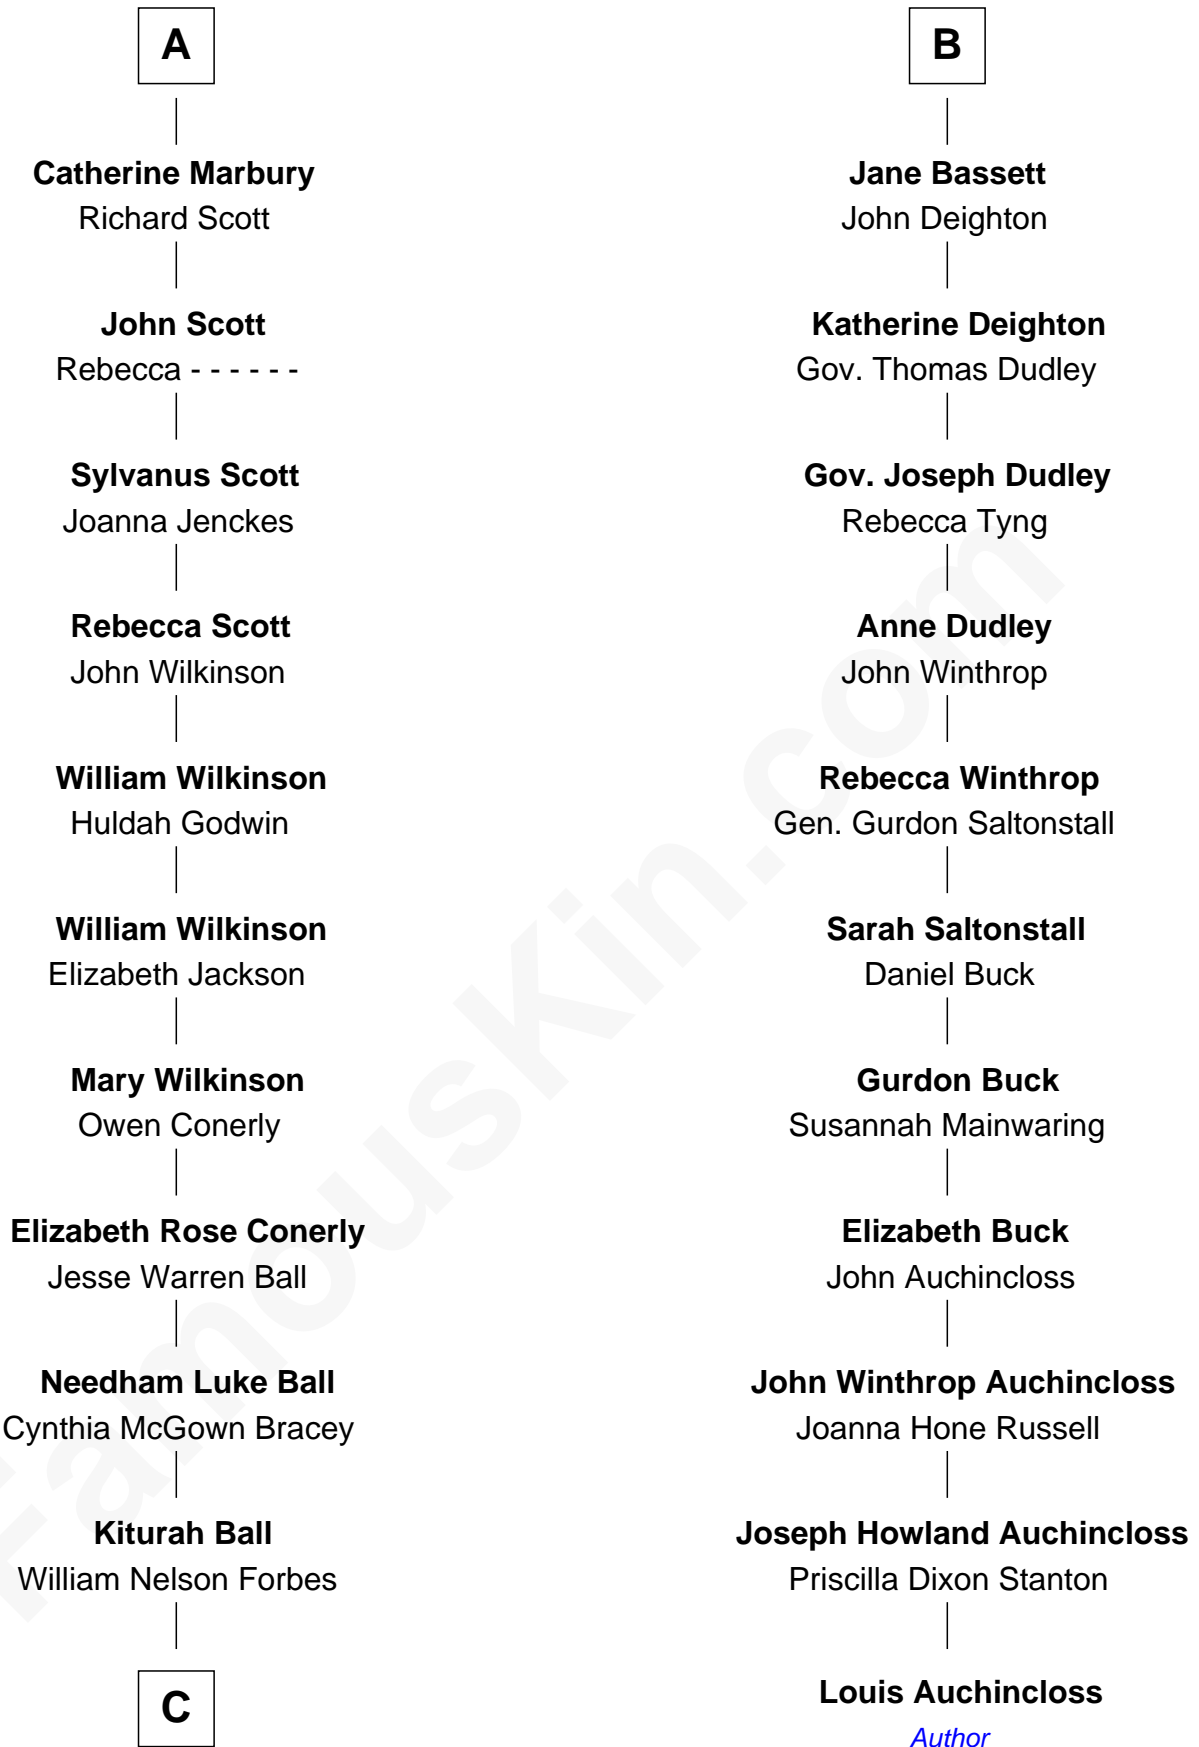 A
Catherine Marbury
Richard Scott
John Scott
Rebecca - - - - - -
Sylvanus Scott
Joanna Jenckes
Rebecca Scott
John Wilkinson
William Wilkinson
Huldah Godwin
William Wilkinson
Elizabeth Jackson
Mary Wilkinson
Owen Conerly
Elizabeth Rose Conerly
Jesse Warren Ball
Needham Luke Ball
Cynthia McGown Bracey
Kiturah Ball
William Nelson Forbes
C
B
Jane Bassett
John Deighton
Katherine Deighton
Gov. Thomas Dudley
Gov. Joseph Dudley
Rebecca Tyng
Anne Dudley
John Winthrop
Rebecca Winthrop
Gen. Gurdon Saltonstall
Sarah Saltonstall
Daniel Buck
Gurdon Buck
Susannah Mainwaring
Elizabeth Buck
John Auchincloss
John Winthrop Auchincloss
Joanna Hone Russell
Joseph Howland Auchincloss
Priscilla Dixon Stanton
Louis Auchincloss
Author
FamousKin.com